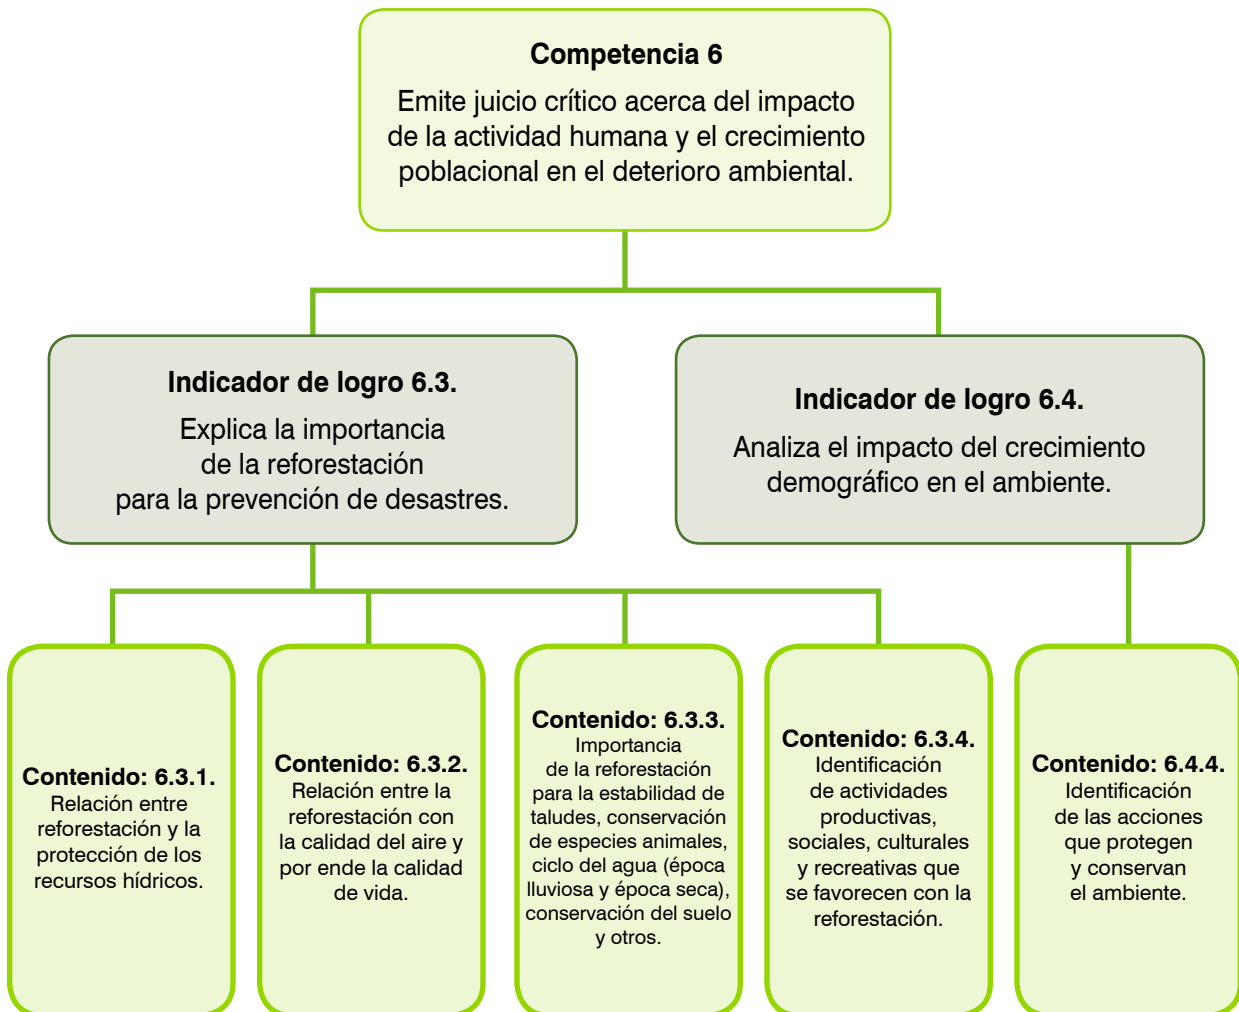 Competencia 6
Emite juicio crítico acerca del impacto
de la actividad humana y el crecimiento
poblacional en el deterioro ambiental.
Indicador de logro 6.3.
Explica la importancia
de la reforestación
para la prevención de desastres.
Indicador de logro 6.4.
Analiza el impacto del crecimiento
demográfico en el ambiente.
Contenido: 6.3.1.
Relación entre
reforestación y la
protección de los
recursos hídricos.
Contenido: 6.3.2.
Relación entre la
reforestación con
la calidad del aire y
por ende la calidad
de vida.
Contenido: 6.3.3.
Importancia
de la reforestación
para la estabilidad de
taludes, conservación
de especies animales,
ciclo del agua (época
lluviosa y época seca),
conservación del suelo
y otros.
Contenido: 6.3.4.
Identificación
de actividades
productivas,
sociales, culturales
y recreativas que
se favorecen con la
reforestación.
Contenido: 6.4.4.
Identificación
de las acciones
que protegen
y conservan
el ambiente.